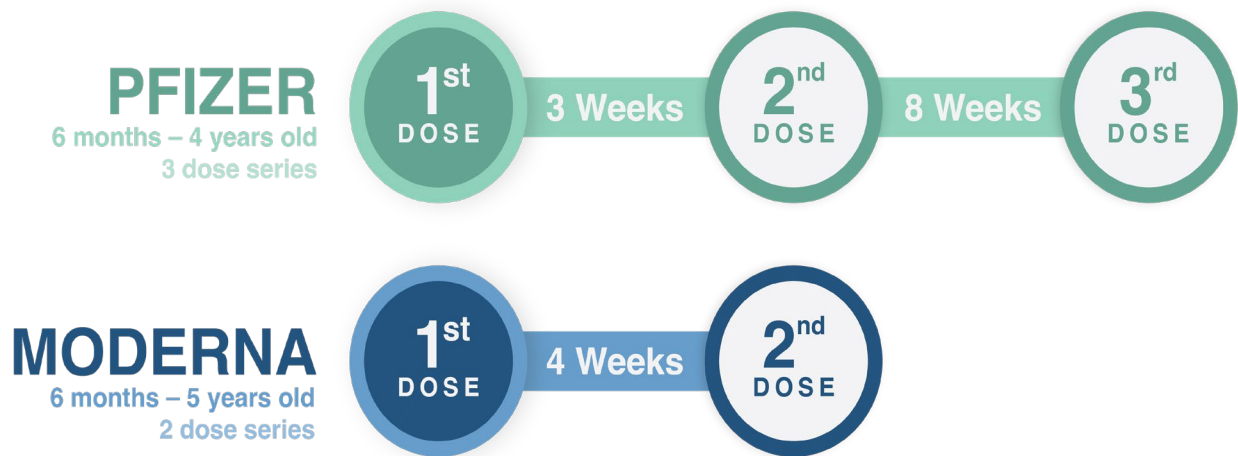 PFIZER
6 months – 4 years old
3 dose series
1st DOSE
3 Weeks
2nd DOSE
8 Weeks
3rd DOSE
MODERNA
6 months – 5 years old
2 dose series
1st DOSE
4 Weeks
2nd DOSE